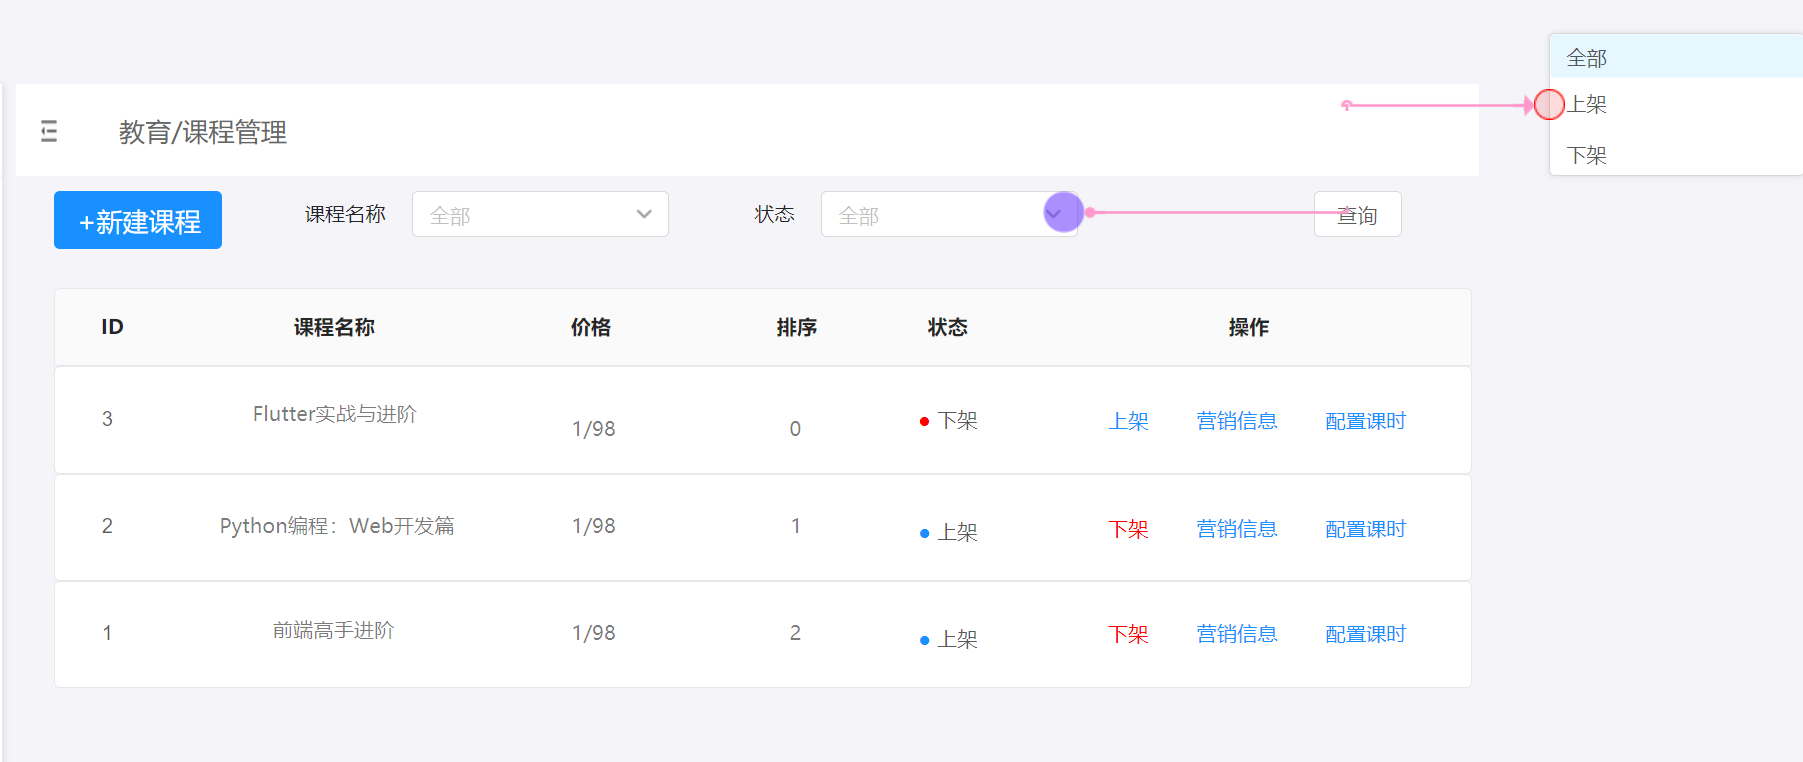 全部
上架
下架
教育/课程管理
+新建课程 课程名称 全部 状态 全部 查询
ID 课程名称 价格 排序 状态 操作
3 Flutter实战与进阶 1/98 0 下架 上架 营销信息 配置课时
2 Python编程：Web开发篇 1/98 1 上架 下架 营销信息 配置课时
1 前端高手进阶 1/98 2 上架 下架 营销信息 配置课时